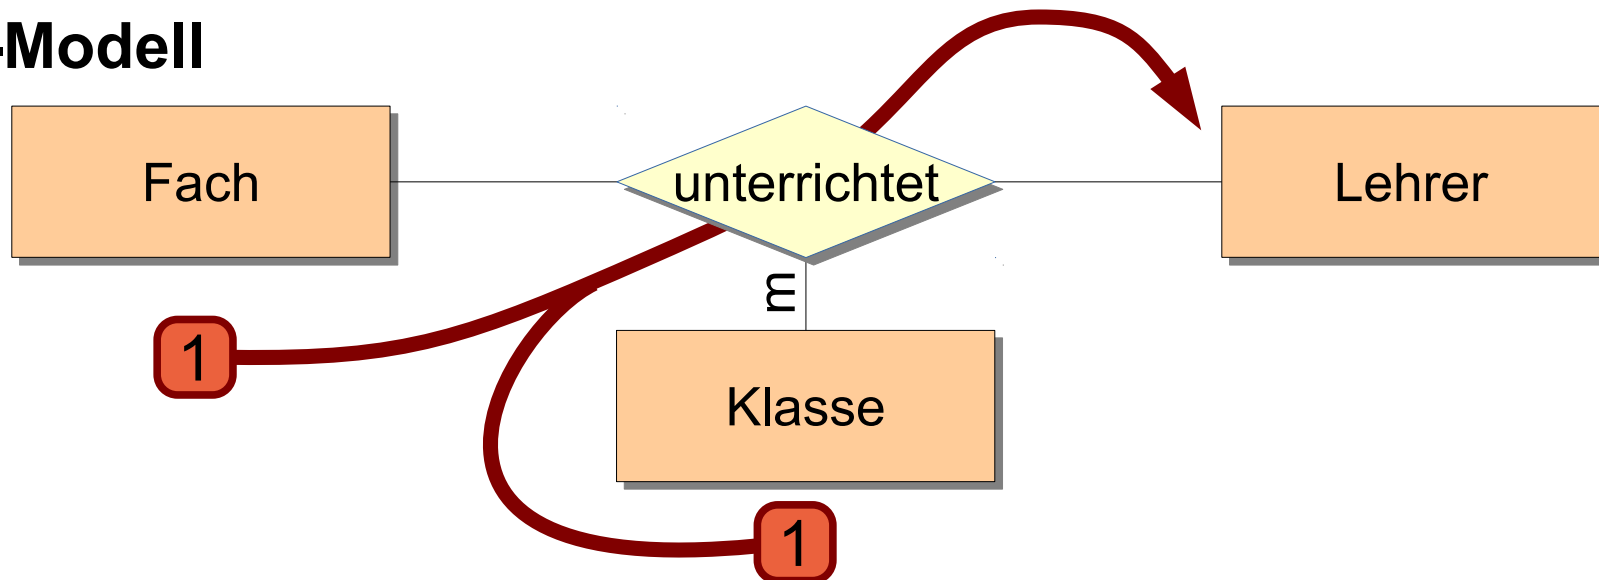 -Modell
Fach
unterrichtet
Lehrer
m
1
Klasse
1